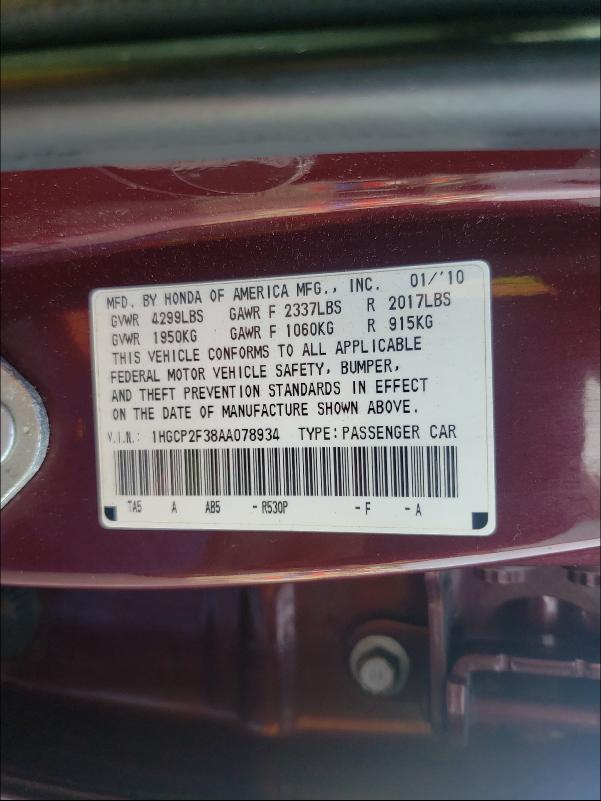 MFD. BY HONDA OF AMERICA MFG., INC. 01/'10
GVWR 4299LBS GAWR F 2337LBS R 2017LBS
GVWR 1950KG GAWR F 1060KG R 915KG
THIS VEHICLE CONFORMS TO ALL APPLICABLE
FEDERAL MOTOR VEHICLE SAFETY, BUMPER,
AND THEFT PREVENTION STANDARDS IN EFFECT
ON THE DATE OF MANUFACTURE SHOWN ABOVE.
V.I.N.: 1HGCP2F38AA078934 TYPE: PASSENGER CAR
TA5 A AB5 - R530P - F - A